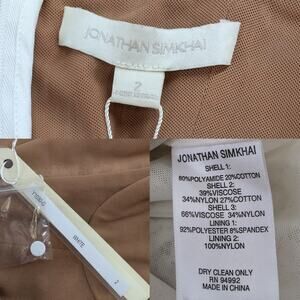 JONATHAN SIMKHAI
2
WHITE
2
JONATHAN SIMKHAI
SHELL 1:
80%POLYAMIDE 20%COTTON
SHELL 2:
39%VISCOSE
34%NYLON 27%COTTON
SHELL 3:
66%VISCOSE 34%NYLON
LINING 1:
92%POLYESTER 8%SPANDEX
LINING 2:
100%NYLON
DRY CLEAN ONLY
RN 94992
MADE IN CHINA